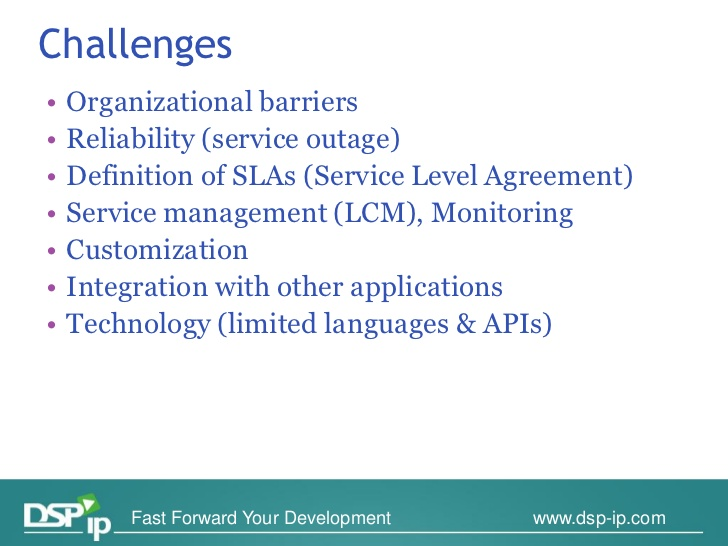 Challenges
• Organizational barriers
• Reliability (service outage)
• Definition of SLAs (Service Level Agreement)
• Service management (LCM), Monitoring
• Customization
• Integration with other applications
• Technology (limited languages & APIs)
DSP ip
Fast Forward Your Development
www.dsp-ip.com